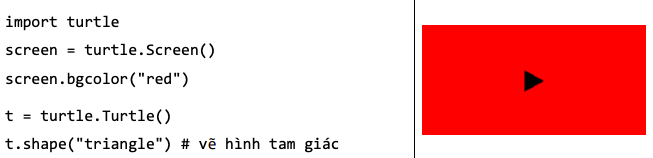 import turtle
screen = turtle.Screen()
screen.bgcolor("red")
t = turtle.Turtle()
t.shape("triangle") # vẽ hình tam giác